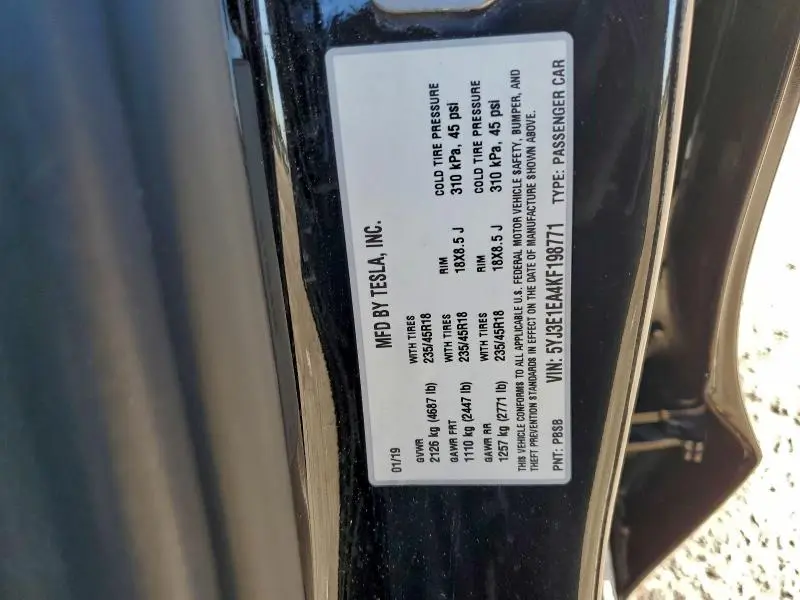 MFD BY TESLA, INC.
01/19
GVWR WITH TIRES
2126 kg (4687 lb) 235/45R18
GAWR FRT WITH TIRES RIM COLD TIRE PRESSURE
1110 kg (2447 lb) 235/45R18 18X8.5 J 310 kPa, 45 psi
GAWR RR WITH TIRES RIM COLD TIRE PRESSURE
1257 kg (2771 lb) 235/45R18 18X8.5 J 310 kPa, 45 psi
THIS VEHICLE CONFORMS TO ALL APPLICABLE U.S. FEDERAL MOTOR VEHICLE SAFETY, BUMPER, AND
THEFT PREVENTION STANDARDS IN EFFECT ON THE DATE OF MANUFACTURE SHOWN ABOVE.
PNT: PBSB VIN: 5YJ3E1EA4KF198771 TYPE: PASSENGER CAR